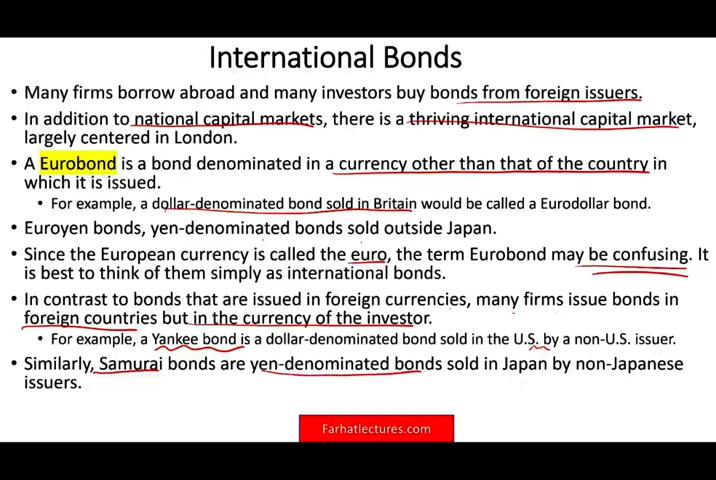 International Bonds
• Many firms borrow abroad and many investors buy bonds from foreign issuers.
• In addition to national capital markets, there is a thriving international capital market,
largely centered in London.
• A Eurobond is a bond denominated in a currency other than that of the country in
which it is issued.
• For example, a dollar-denominated bond sold in Britain would be called a Eurodollar bond.
• Euroyen bonds, yen-denominated bonds sold outside Japan.
• Since the European currency is called the euro, the term Eurobond may be confusing. It
is best to think of them simply as international bonds.
• In contrast to bonds that are issued in foreign currencies, many firms issue bonds in
foreign countries but in the currency of the investor.
• For example, a Yankee bond is a dollar-denominated bond sold in the U.S. by a non-U.S. issuer.
• Similarly, Samurai bonds are yen-denominated bonds sold in Japan by non-Japanese
issuers.
Farhatlectures.com